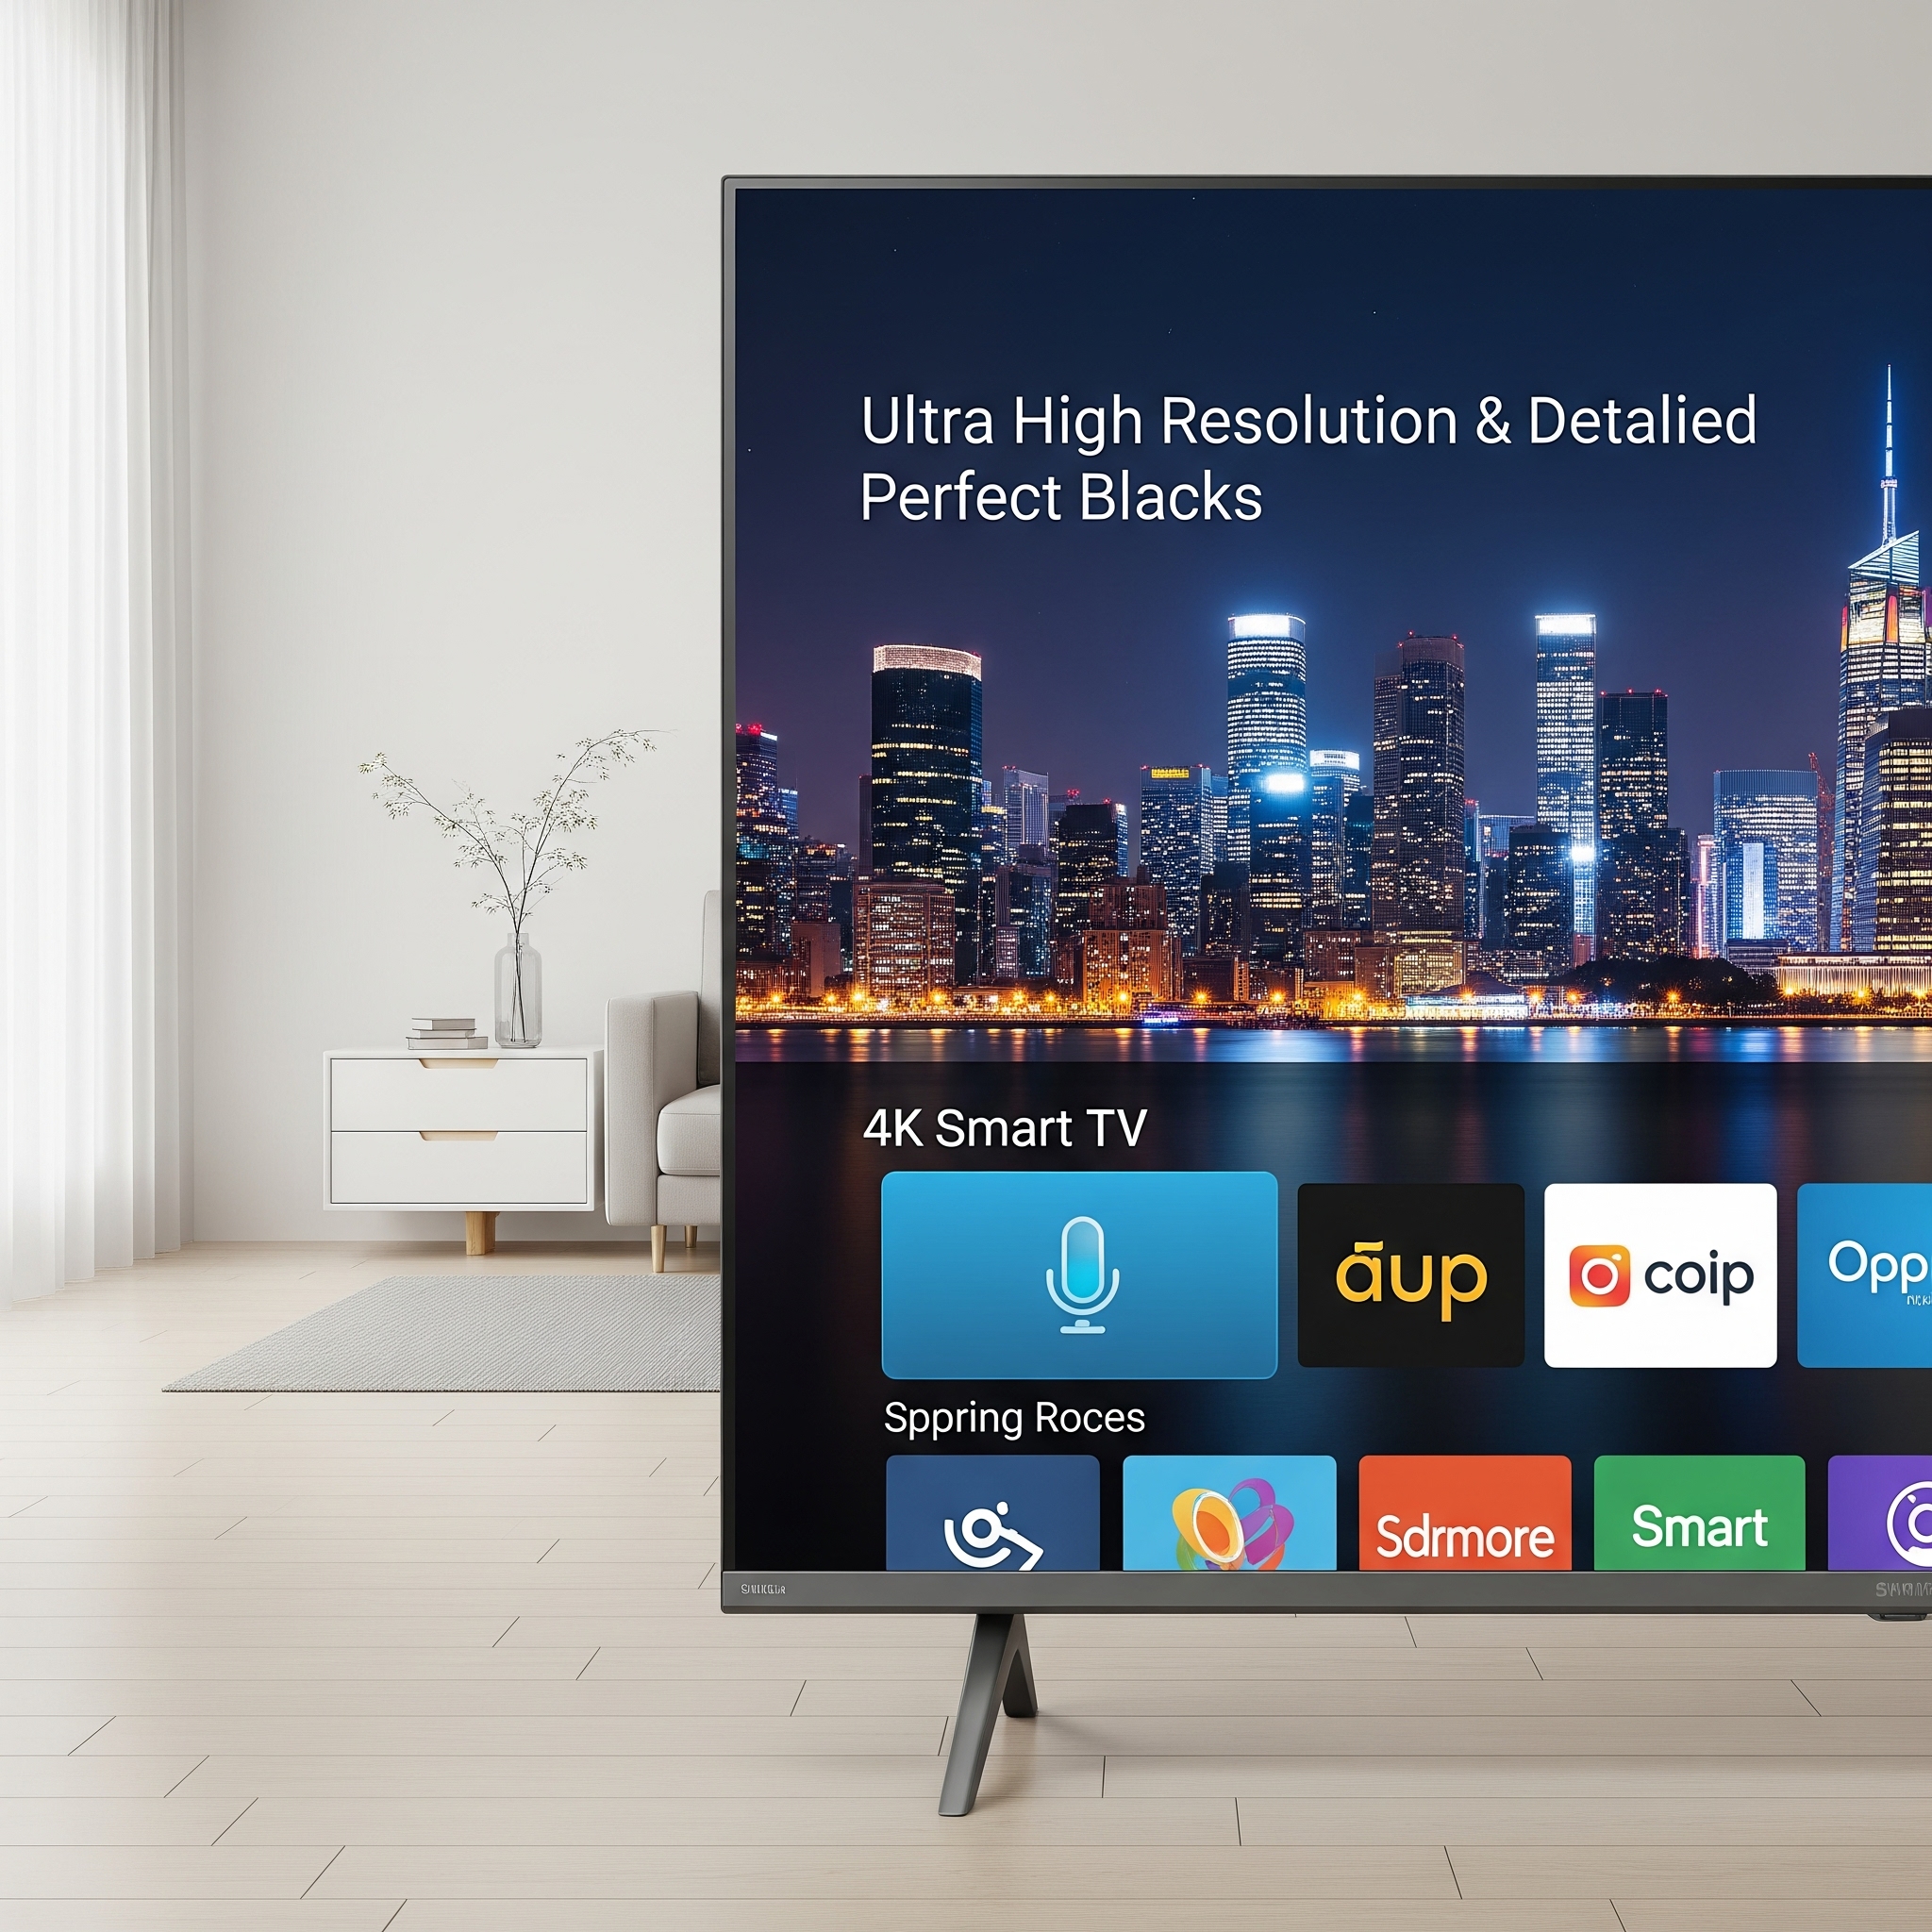 Ultra High Resolution & Detalied
Perfect Blacks
4K Smart TV
āup
coip
Opp
Sppring Roces
Sdrmore
Smart